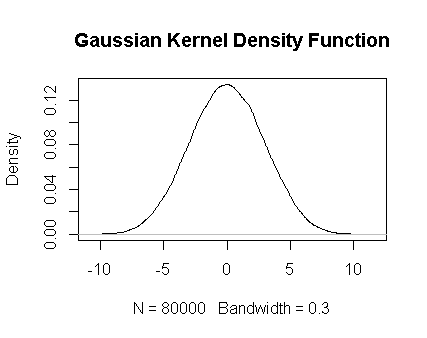 Gaussian Kernel Density Function
Density
0.12
0.08
0.04
0.00
-10 -5 0 5 10
N = 80000 Bandwidth = 0.3